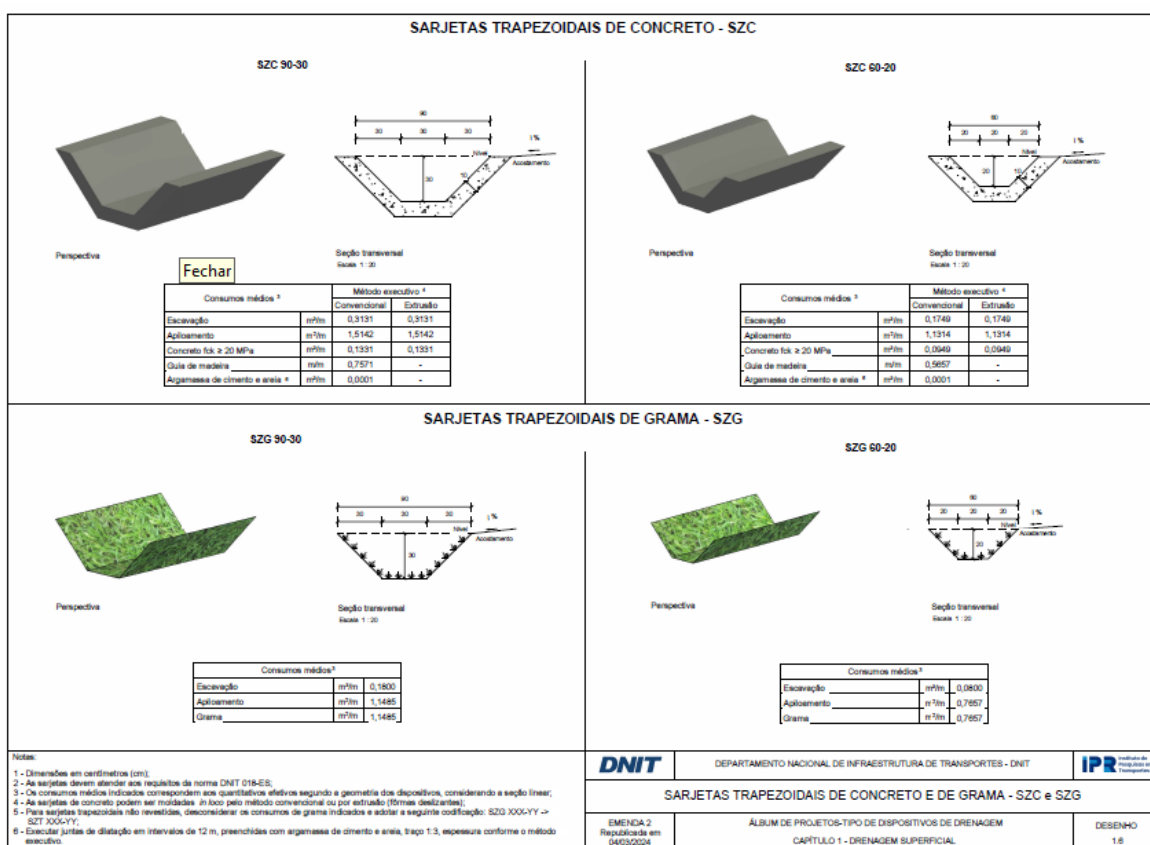 SARJETAS TRAPEZOIDAIS DE CONCRETO - SZC
SZC 90-30
90
30 30 30
1%
Nível
Acostamento
30
10
Perspectiva
Seção transversal
Escala 1 : 20
Fechar
Consumos médios ³ Método executivo ⁴
Convencional Extrusão
Escavação m³/m 0,3131 0,3131
Apiloamento m²/m 1,5142 1,5142
Concreto fck ≥ 20 MPa m³/m 0,1331 0,1331
Guia de madeira m/m 0,7571 -
Argamassa de cimento e areia ⁶ m³/m 0,0001 -
SZC 60-20
60
20 20 20
1%
Nível
Acostamento
20
10
Perspectiva
Seção transversal
Escala 1 : 20
Consumos médios ³ Método executivo ⁴
Convencional Extrusão
Escavação m³/m 0,1749 0,1749
Apiloamento m²/m 1,1314 1,1314
Concreto fck ≥ 20 MPa m³/m 0,0949 0,0949
Guia de madeira m/m 0,5657 -
Argamassa de cimento e areia ⁶ m³/m 0,0001 -
SARJETAS TRAPEZOIDAIS DE GRAMA - SZG
SZG 90-30
90
30 30 30
1%
Nível
Acostamento
30
Perspectiva
Seção transversal
Escala 1 : 20
Consumos médios³
Escavação m³/m 0,1800
Apiloamento m²/m 1,1485
Grama m²/m 1,1485
SZG 60-20
60
20 20 20
1%
Nível
Acostamento
20
Perspectiva
Seção transversal
Escala 1 : 20
Consumos médios³
Escavação m³/m 0,0800
Apiloamento m²/m 0,7657
Grama m²/m 0,7657
Notas:
1 - Dimensões em centímetros (cm);
2 - As sarjetas devem atender aos requisitos da norma DNIT 018-ES;
3 - Os consumos médios indicados correspondem aos quantitativos efetivos segundo a geometria dos dispositivos, considerando a seção linear;
4 - As sarjetas de concreto podem ser moldadas in loco pelo método convencional ou por extrusão (fôrmas deslizantes);
5 - Para sarjetas trapezoidais não revestidas, desconsiderar os consumos de grama indicados e adotar a seguinte codificação: SZG XXX-YY ->
SZT XXX-YY;
6 - Executar juntas de dilatação em intervalos de 12 m, preenchidas com argamassa de cimento e areia, traço 1:3, espessura conforme o método
executivo.
DNIT
DEPARTAMENTO NACIONAL DE INFRAESTRUTURA DE TRANSPORTES - DNIT
IPR Instituto de
Pesquisas em
Transportes
SARJETAS TRAPEZOIDAIS DE CONCRETO E DE GRAMA - SZC e SZG
EMENDA 2
Republicada em
04/03/2024
ÁLBUM DE PROJETOS-TIPO DE DISPOSITIVOS DE DRENAGEM
CAPÍTULO 1 - DRENAGEM SUPERFICIAL
DESENHO
1.6